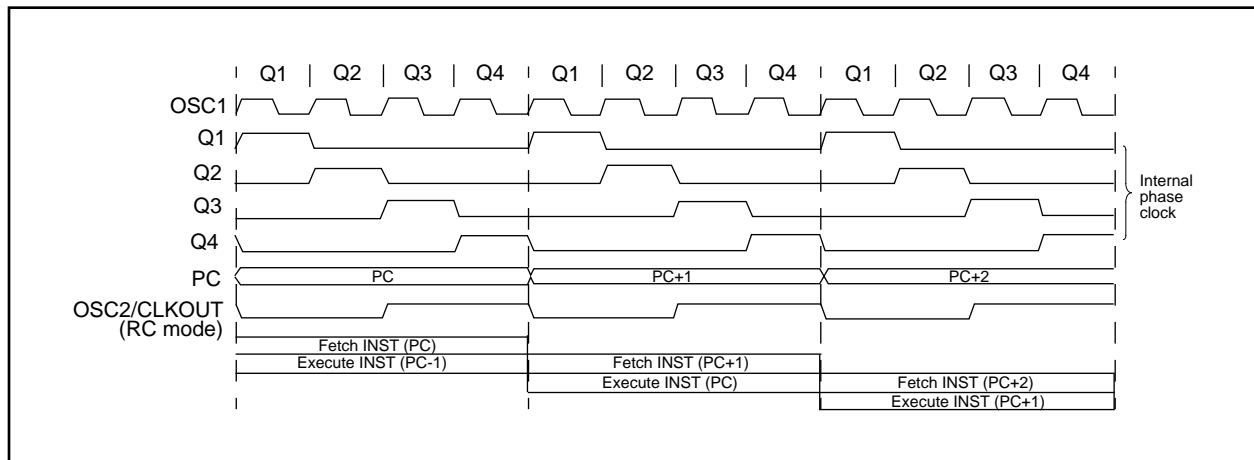 Q1 Q2 Q3 Q4 Q1 Q2 Q3 Q4 Q1 Q2 Q3 Q4
OSC1
Q1
Q2
Q3
Q4
PC
PC PC+1 PC+2
OSC2/CLKOUT
(RC mode)
Internal
phase
clock
Fetch INST (PC)
Execute INST (PC-1) Fetch INST (PC+1)
Execute INST (PC) Fetch INST (PC+2)
Execute INST (PC+1)